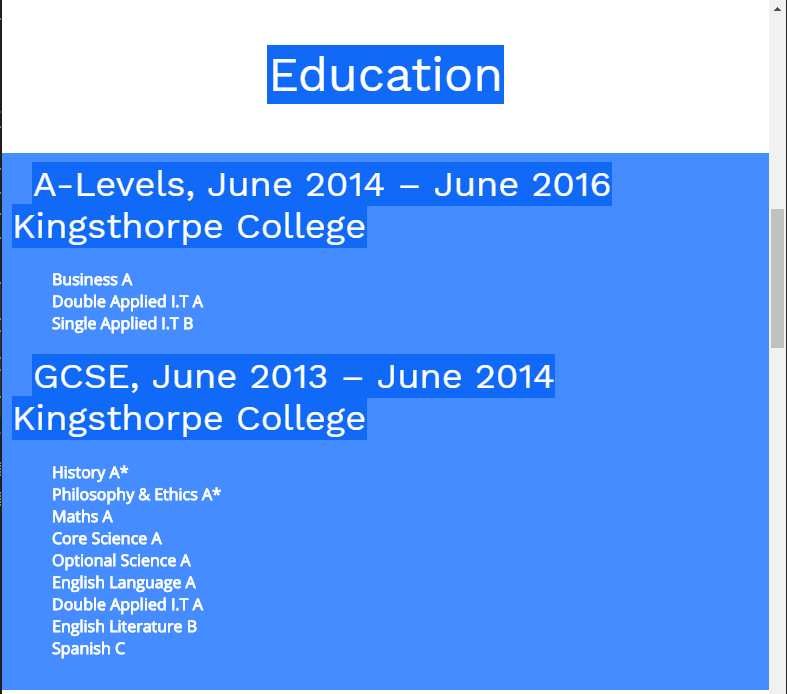 Education
A-Levels, June 2014 – June 2016
Kingsthorpe College
Business A
Double Applied I.T A
Single Applied I.T B
GCSE, June 2013 – June 2014
Kingsthorpe College
History A*
Philosophy & Ethics A*
Maths A
Core Science A
Optional Science A
English Language A
Double Applied I.T A
English Literature B
Spanish C